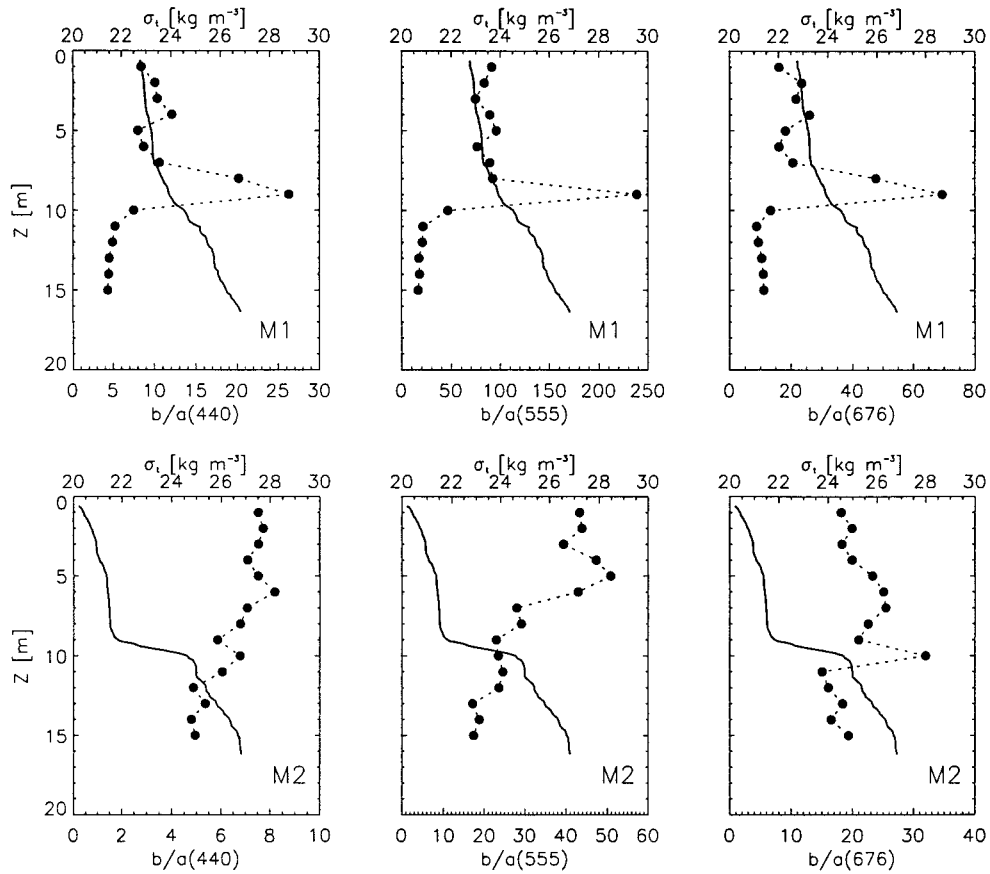 σₜ [kg m⁻³] σₜ [kg m⁻³] σₜ [kg m⁻³]
20 22 24 26 28 30 20 22 24 26 28 30 20 22 24 26 28 30
0
5
10
15
20
Z [m]
M1 M1 M1
0 5 10 15 20 25 30 0 50 100 150 200 250 0 20 40 60 80
b/a(440) b/a(555) b/a(676)
σₜ [kg m⁻³] σₜ [kg m⁻³] σₜ [kg m⁻³]
20 22 24 26 28 30 20 22 24 26 28 30 20 22 24 26 28 30
0
5
10
15
20
Z [m]
M2 M2 M2
0 2 4 6 8 10 0 10 20 30 40 50 60 0 10 20 30 40
b/a(440) b/a(555) b/a(676)